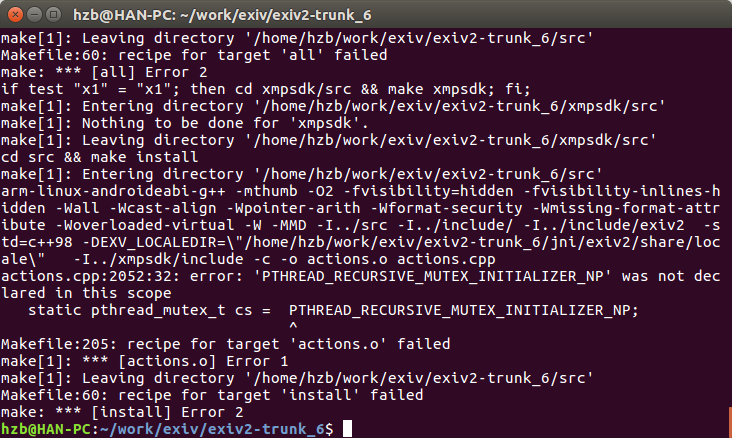 hzb@HAN-PC: ~/work/exiv/exiv2-trunk_6
make[1]: Leaving directory '/home/hzb/work/exiv/exiv2-trunk_6/src'
Makefile:60: recipe for target 'all' failed
make: *** [all] Error 2
if test "x1" = "x1"; then cd xmpsdk/src && make xmpsdk; fi;
make[1]: Entering directory '/home/hzb/work/exiv/exiv2-trunk_6/xmpsdk/src'
make[1]: Nothing to be done for 'xmpsdk'.
make[1]: Leaving directory '/home/hzb/work/exiv/exiv2-trunk_6/xmpsdk/src'
cd src && make install
make[1]: Entering directory '/home/hzb/work/exiv/exiv2-trunk_6/src'
arm-linux-androideabi-g++ -mthumb -O2 -fvisibility=hidden -fvisibility-inlines-h
idden -Wall -Wcast-align -Wpointer-arith -Wformat-security -Wmissing-format-attr
ibute -Woverloaded-virtual -W -MMD -I../src -I../include/ -I../include/exiv2  -s
td=c++98 -DEXV_LOCALEDIR=\"/home/hzb/work/exiv/exiv2-trunk_6/jni/exiv2/share/loc
ale\"   -I../xmpsdk/include -c -o actions.o actions.cpp
actions.cpp:2052:32: error: 'PTHREAD_RECURSIVE_MUTEX_INITIALIZER_NP' was not dec
lared in this scope
   static pthread_mutex_t cs =  PTHREAD_RECURSIVE_MUTEX_INITIALIZER_NP;
                                ^
Makefile:205: recipe for target 'actions.o' failed
make[1]: *** [actions.o] Error 1
make[1]: Leaving directory '/home/hzb/work/exiv/exiv2-trunk_6/src'
Makefile:60: recipe for target 'install' failed
make: *** [install] Error 2
hzb@HAN-PC:~/work/exiv/exiv2-trunk_6$